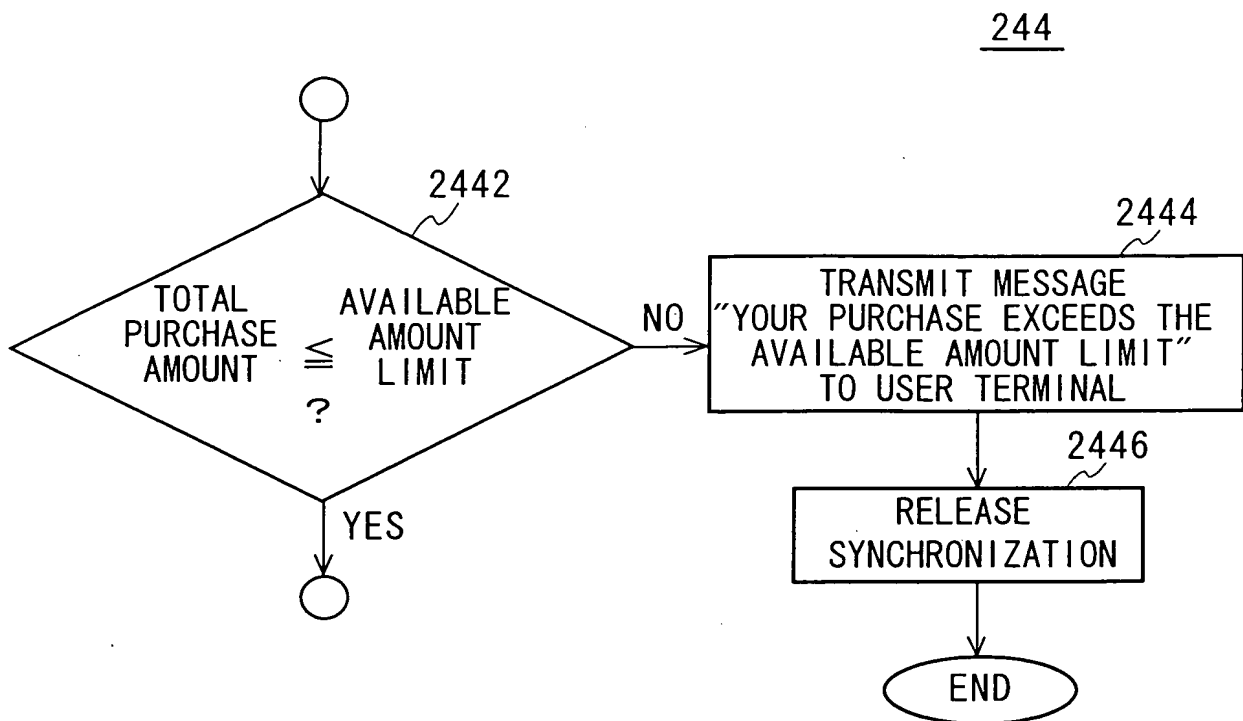 244
2442
TOTAL
PURCHASE
AMOUNT
≦
AVAILABLE
AMOUNT
LIMIT
?
NO
YES
2444
TRANSMIT MESSAGE
"YOUR PURCHASE EXCEEDS THE
AVAILABLE AMOUNT LIMIT"
TO USER TERMINAL
2446
RELEASE
SYNCHRONIZATION
END